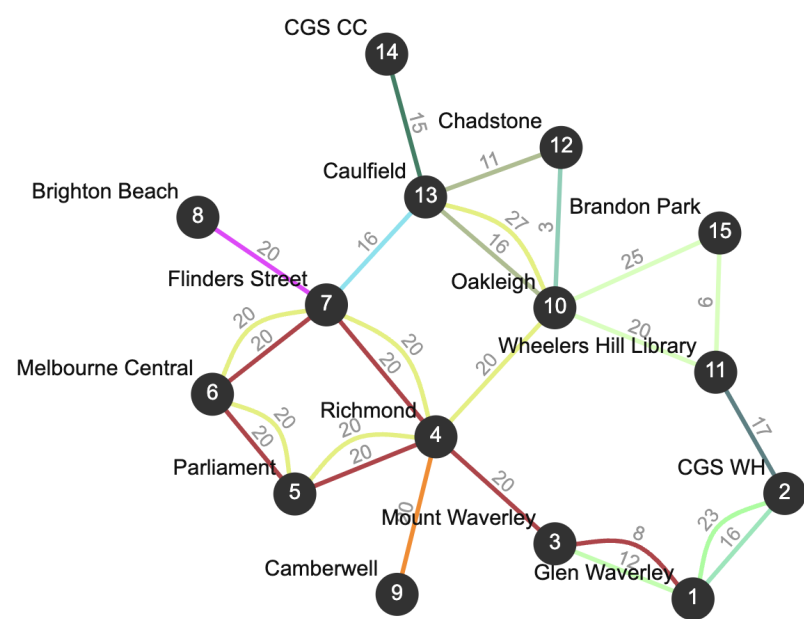 CGS CC
14
15
Chadstone
12
11
Caulfield
13
Brandon Park
15
Brighton Beach
8
27
3
16
16
25
20
Flinders Street
7
Oakleigh
10
6
20
Wheelers Hill Library
11
20
20
20
20
20
Melbourne Central
6
Richmond
4
17
20
20
20
20
Parliament
5
CGS WH
2
20
Mount Waverley
3
8
12
Glen Waverley
1
23
16
Camberwell
9